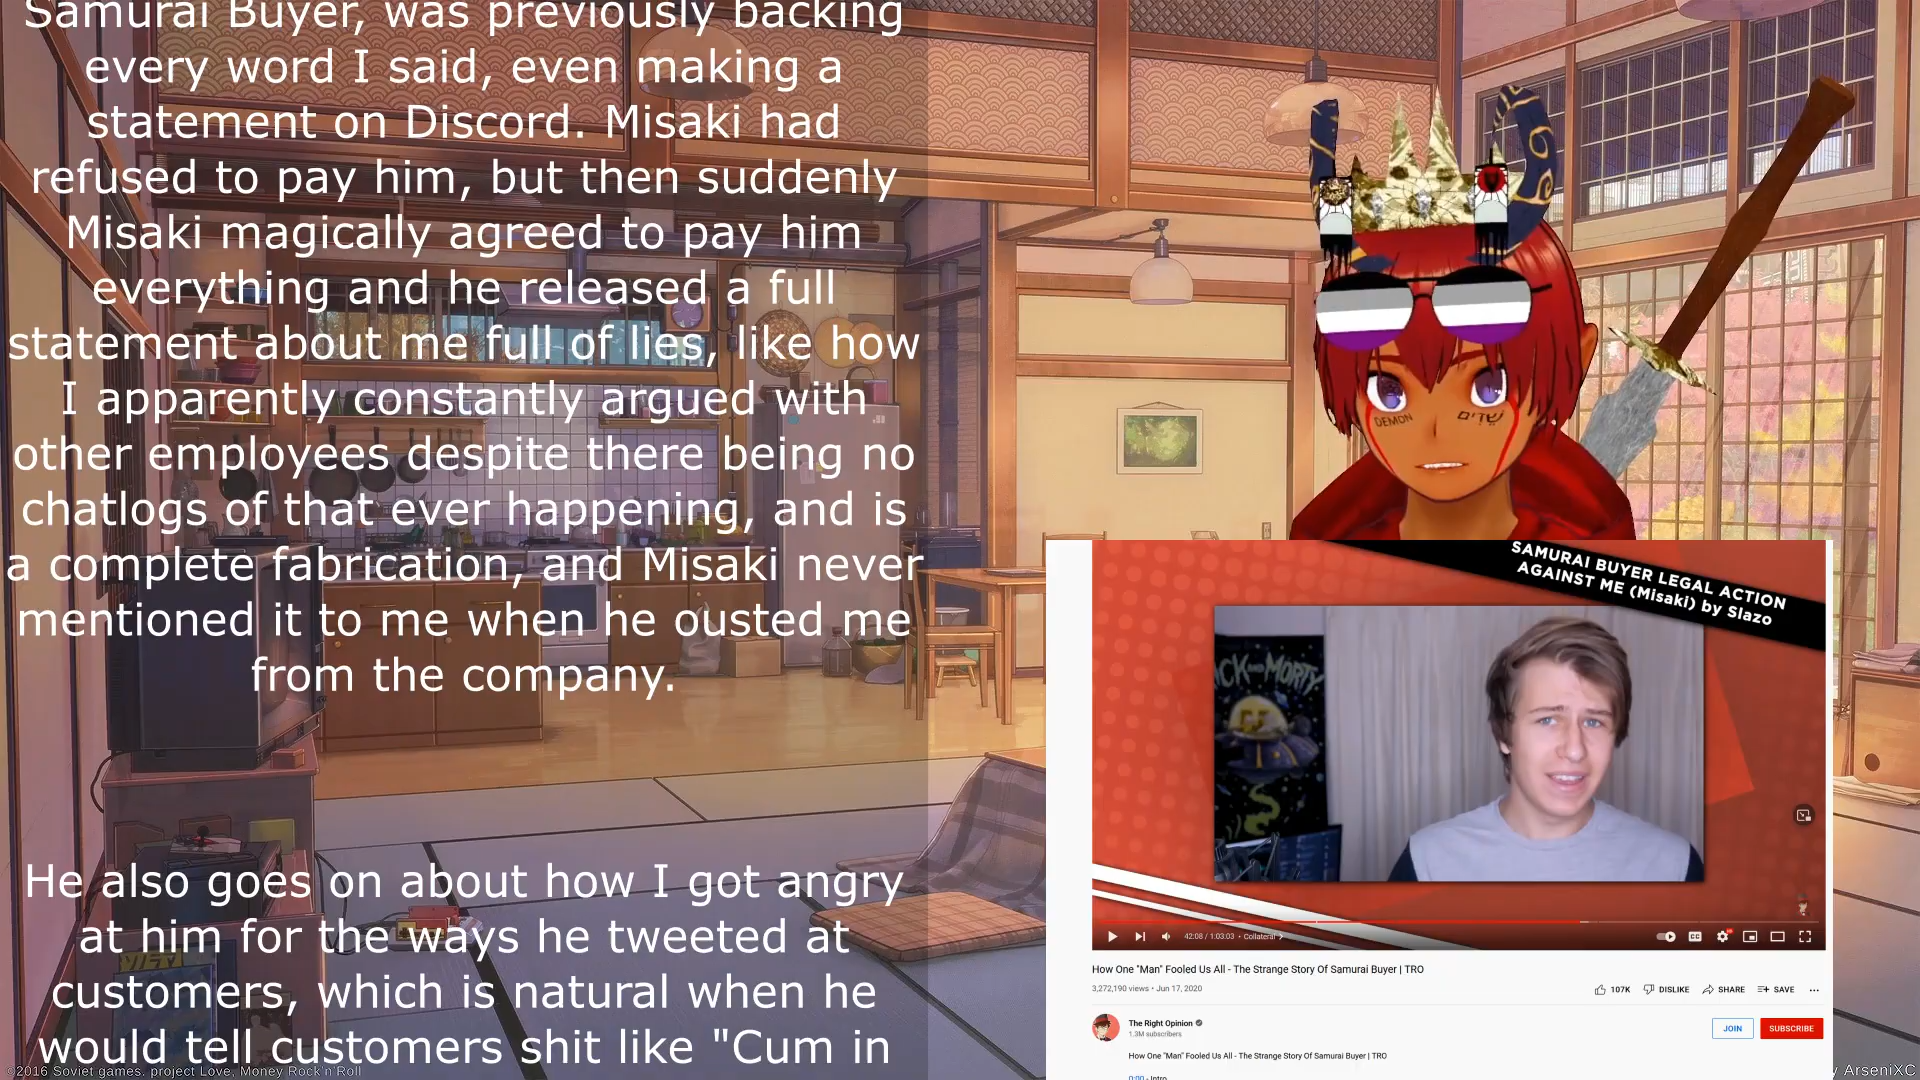 Samurai Buyer, was previously backing
every word I said, even making a
statement on Discord. Misaki had
refused to pay him, but then suddenly
Misaki magically agreed to pay him
everything and he released a full
statement about me full of lies, like how
I apparently constantly argued with
other employees despite there being no
chatlogs of that ever happening, and is
a complete fabrication, and Misaki never
mentioned it to me when he ousted me
from the company.
He also goes on about how I got angry
at him for the ways he tweeted at
customers, which is natural when he
would tell customers shit like "Cum in
©2016 Soviet games. project Love, Money Rock'n'Roll
DEMON
שדים
SAMURAI BUYER LEGAL ACTION
AGAINST ME (Misaki) by Slazo
ICK AND MORTY
42:08 / 1:03:03 • Collateral >
CC
How One "Man" Fooled Us All - The Strange Story Of Samurai Buyer | TRO
3,272,190 views • Jun 17, 2020
107K DISLIKE SHARE SAVE ...
The Right Opinion
1.3M subscribers
JOIN SUBSCRIBE
How One "Man" Fooled Us All - The Strange Story Of Samurai Buyer | TRO
0:00 - Intro
y ArseniXC